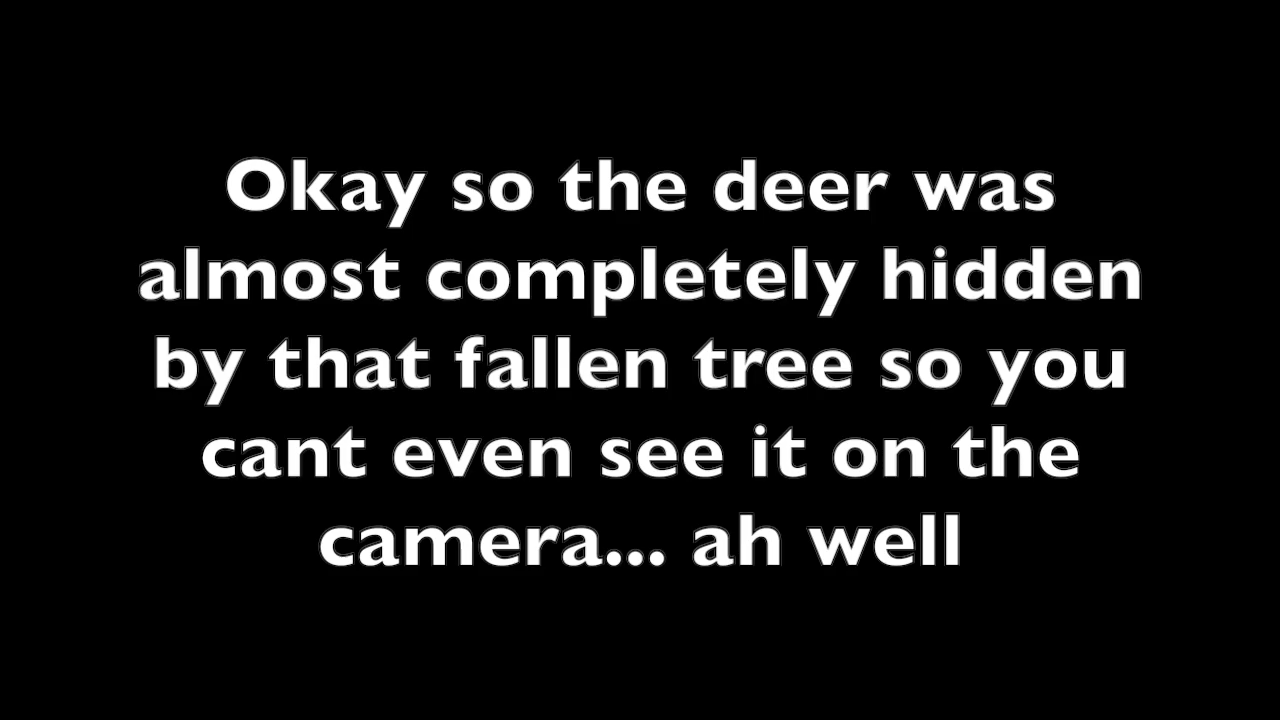 Okay so the deer was
almost completely hidden
by that fallen tree so you
cant even see it on the
camera... ah well